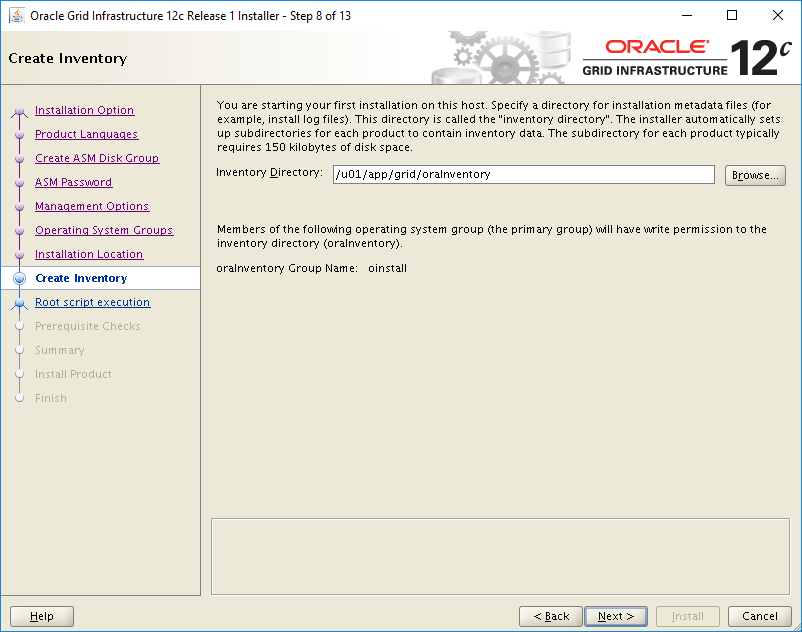 Oracle Grid Infrastructure 12c Release 1 Installer - Step 8 of 13
Create Inventory
ORACLE®
GRID INFRASTRUCTURE
12c
Installation Option
Product Languages
Create ASM Disk Group
ASM Password
Management Options
Operating System Groups
Installation Location
Create Inventory
Root script execution
Prerequisite Checks
Summary
Install Product
Finish
You are starting your first installation on this host. Specify a directory for installation metadata files (for
example, install log files). This directory is called the "inventory directory". The installer automatically sets
up subdirectories for each product to contain inventory data. The subdirectory for each product typically
requires 150 kilobytes of disk space.
Inventory Directory: /u01/app/grid/oraInventory Browse...
Members of the following operating system group (the primary group) will have write permission to the
inventory directory (oraInventory).
oraInventory Group Name: oinstall
Help < Back Next > Install Cancel